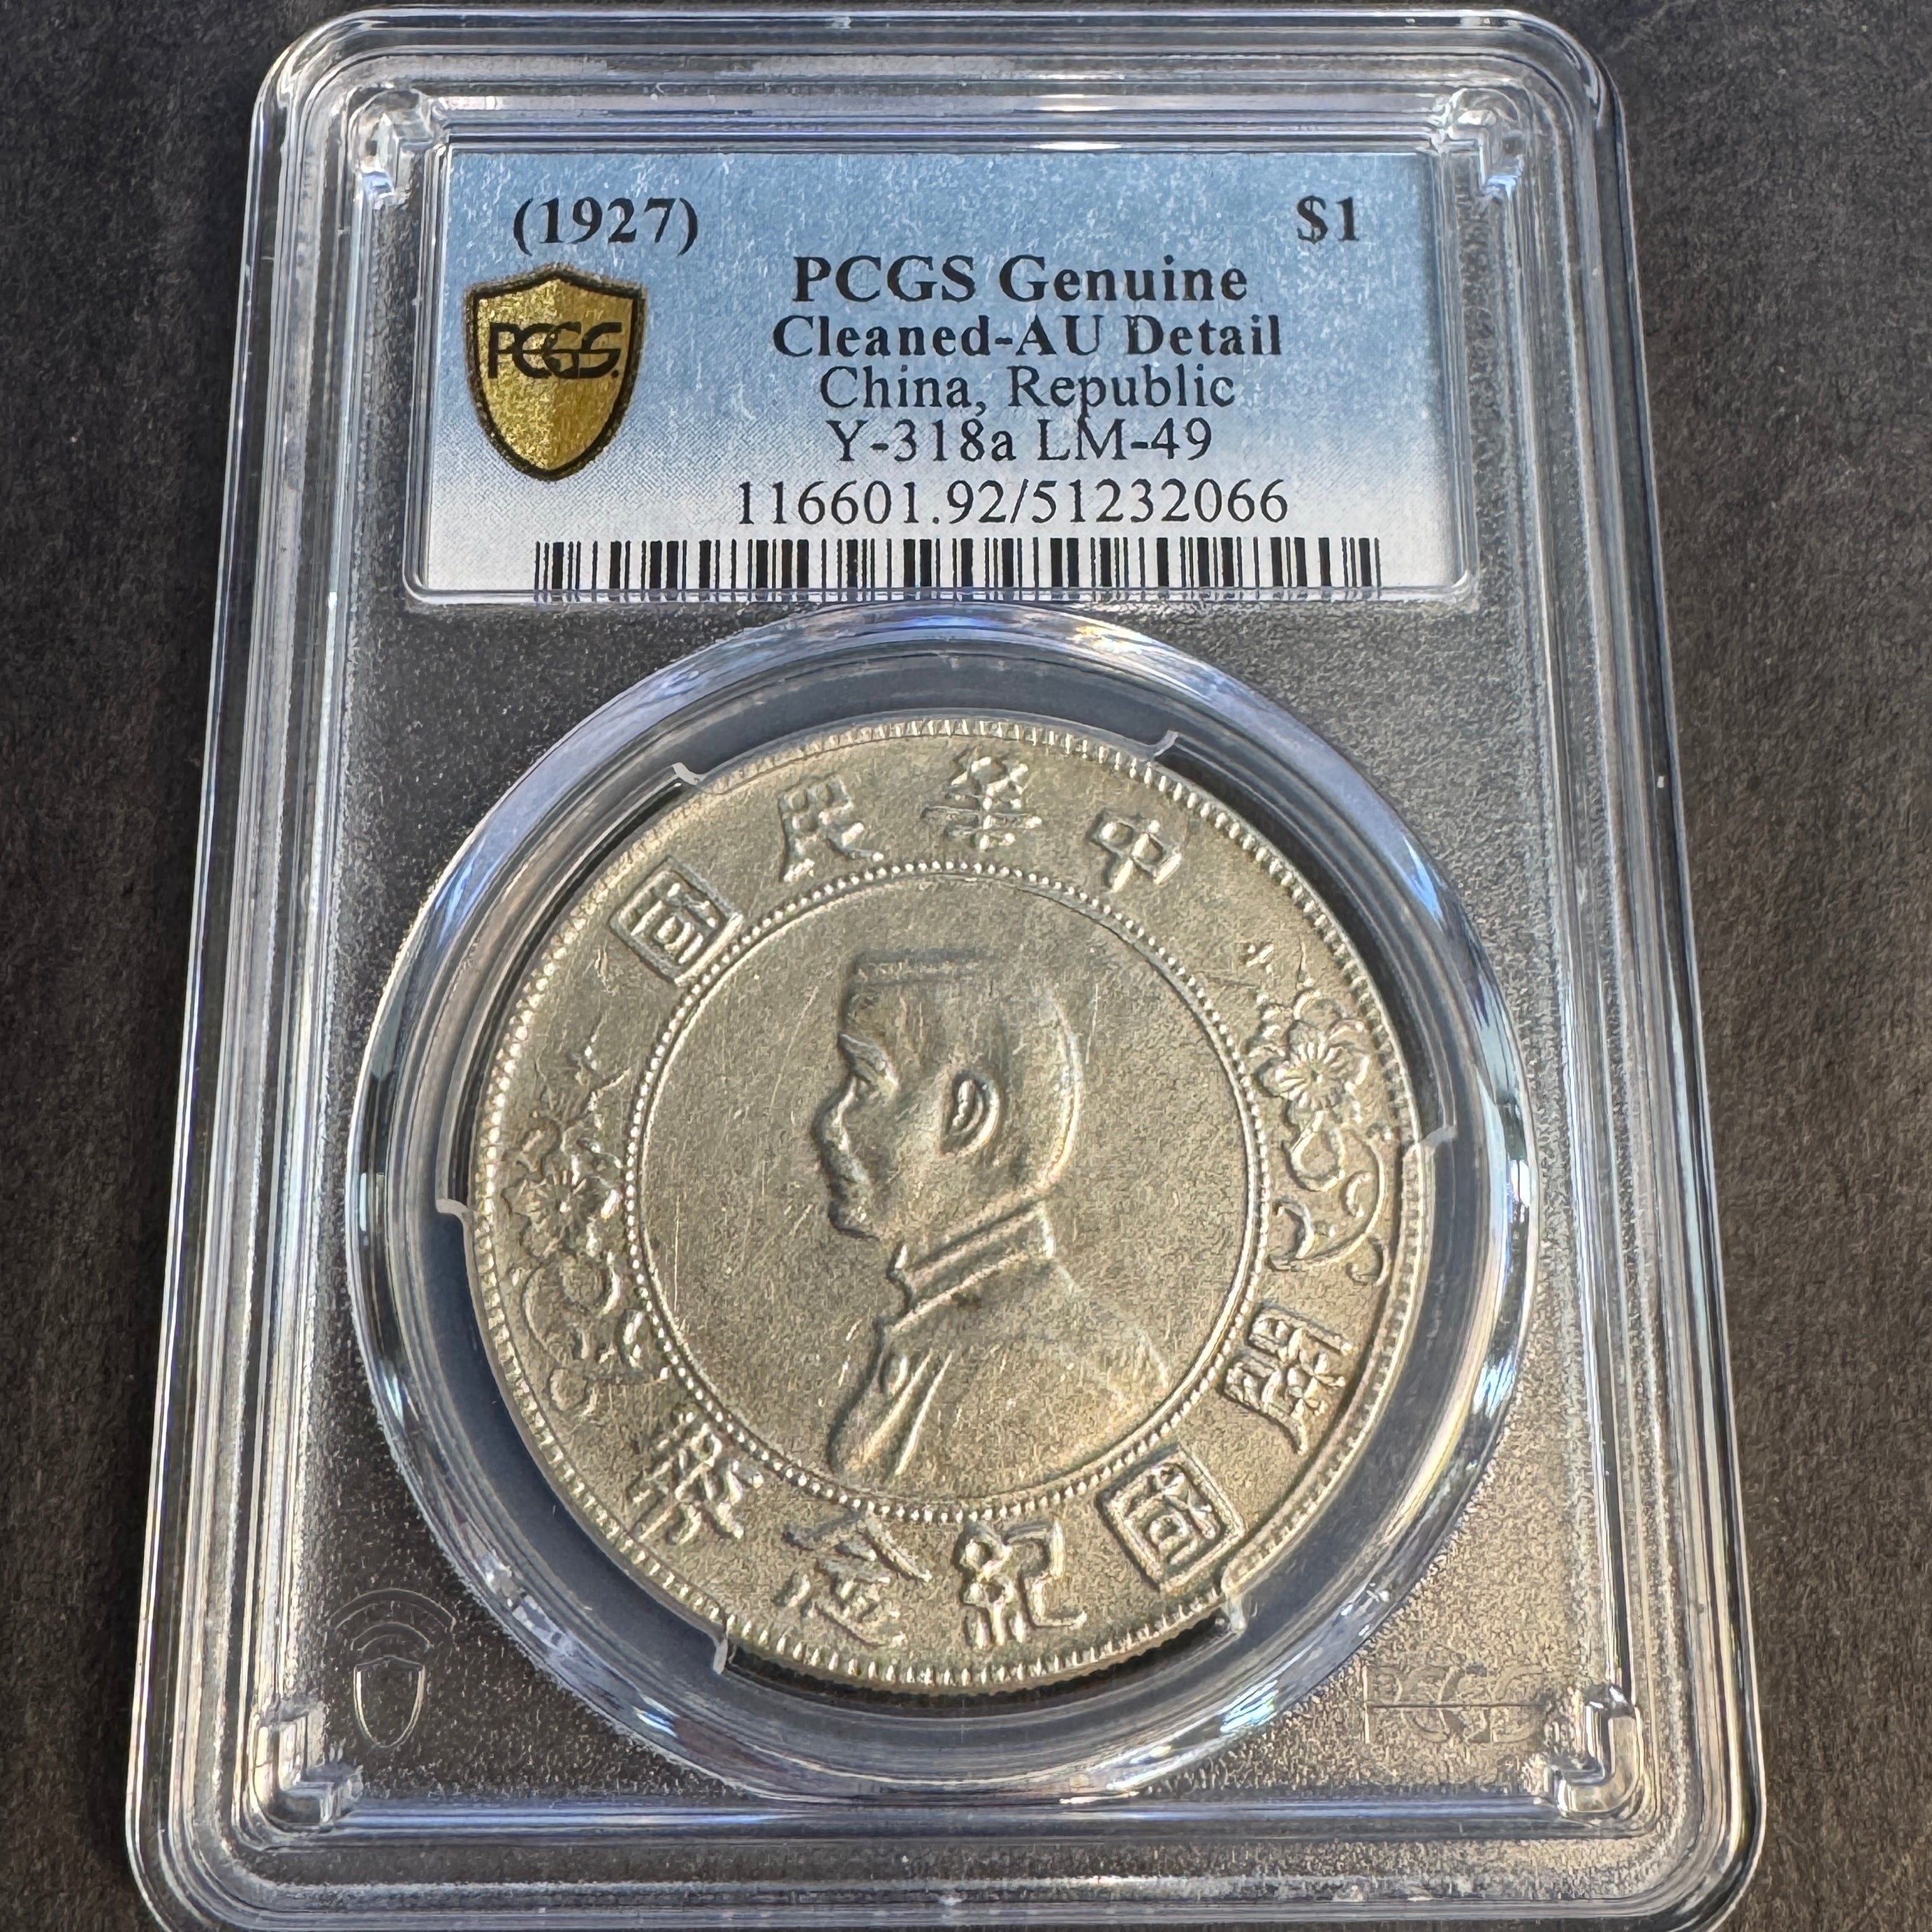 (1927) $1
PCGS Genuine
PCGS
Cleaned-AU Detail
China, Republic
Y-318a LM-49
116601.92/51232066
中華民國
開國紀念幣
PCGS